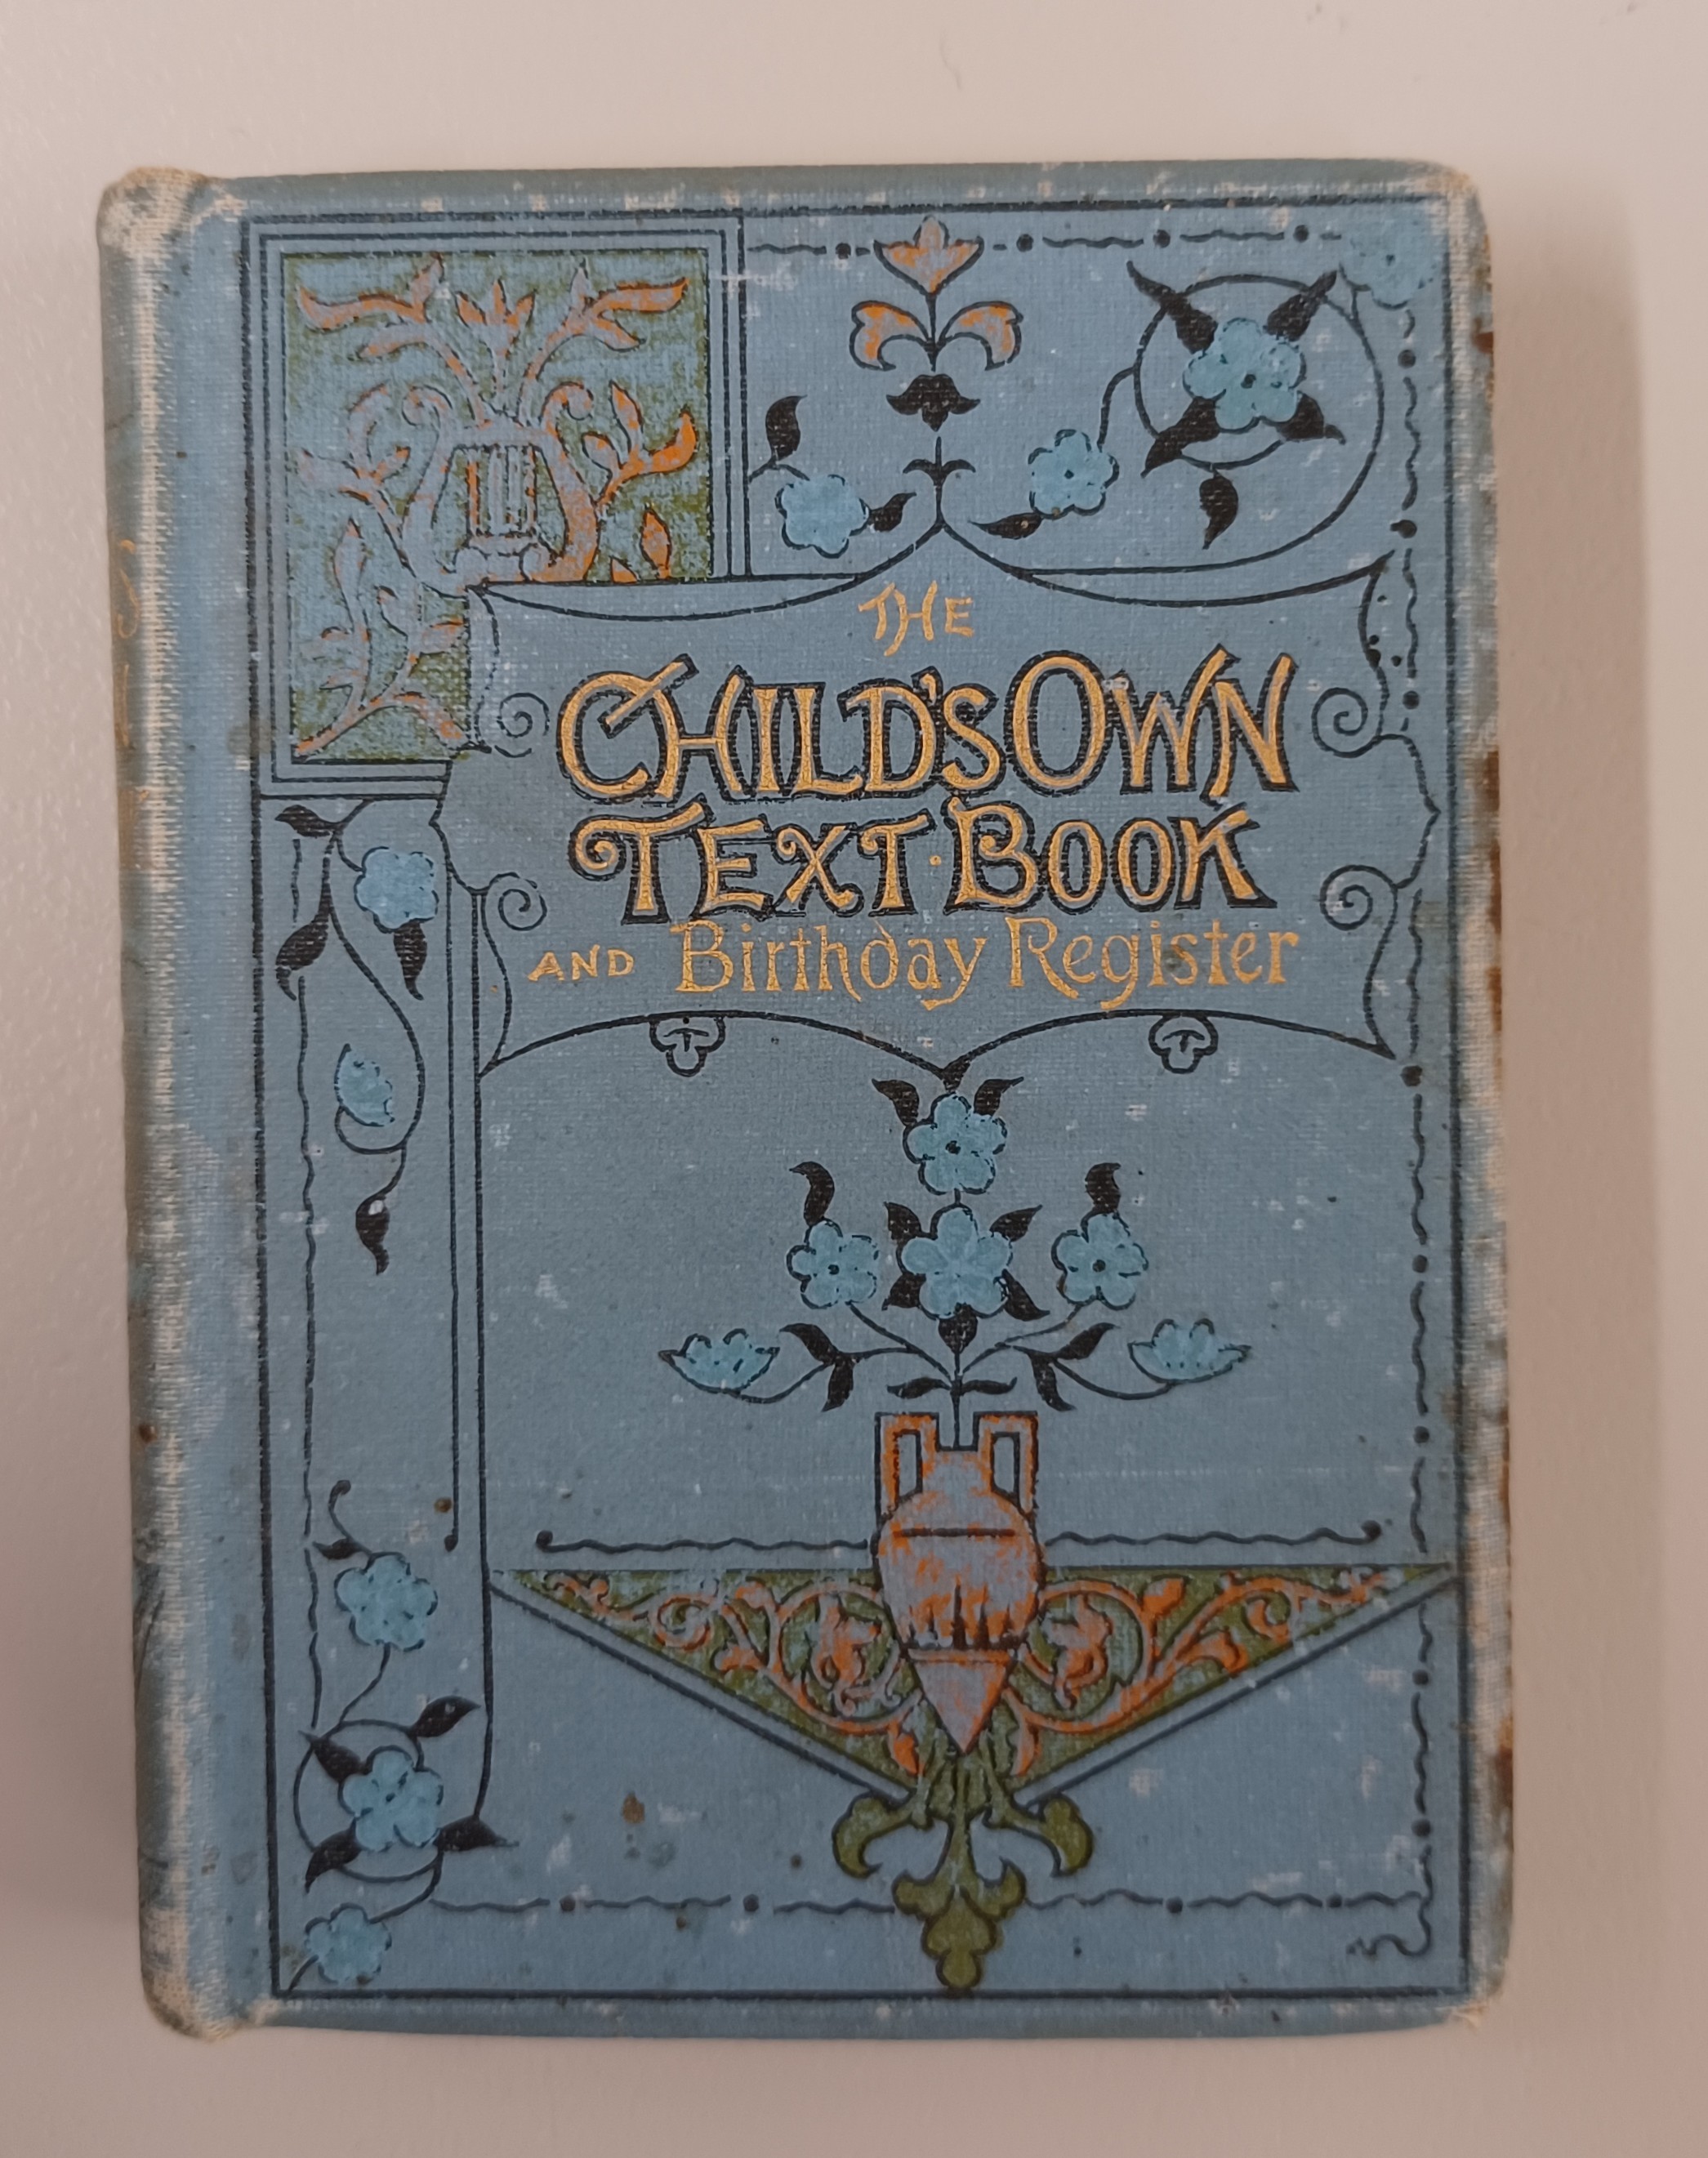 THE
CHILD'S OWN
TEXT·BOOK
AND Birthday Register